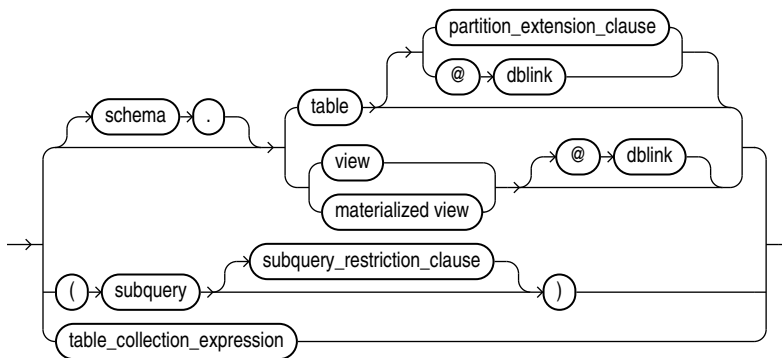 partition_extension_clause
@ dblink
schema . table
view @ dblink
materialized view
( subquery subquery_restriction_clause )
table_collection_expression